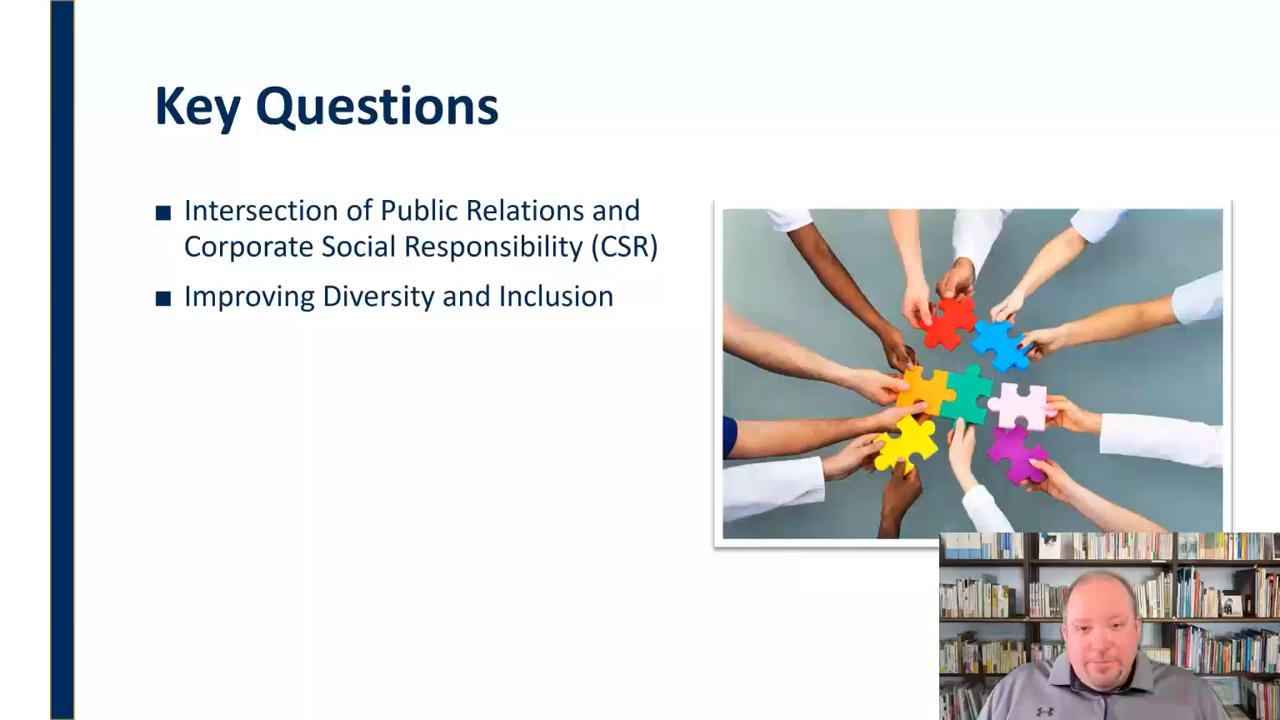 Key Questions
■ Intersection of Public Relations and
Corporate Social Responsibility (CSR)
■ Improving Diversity and Inclusion